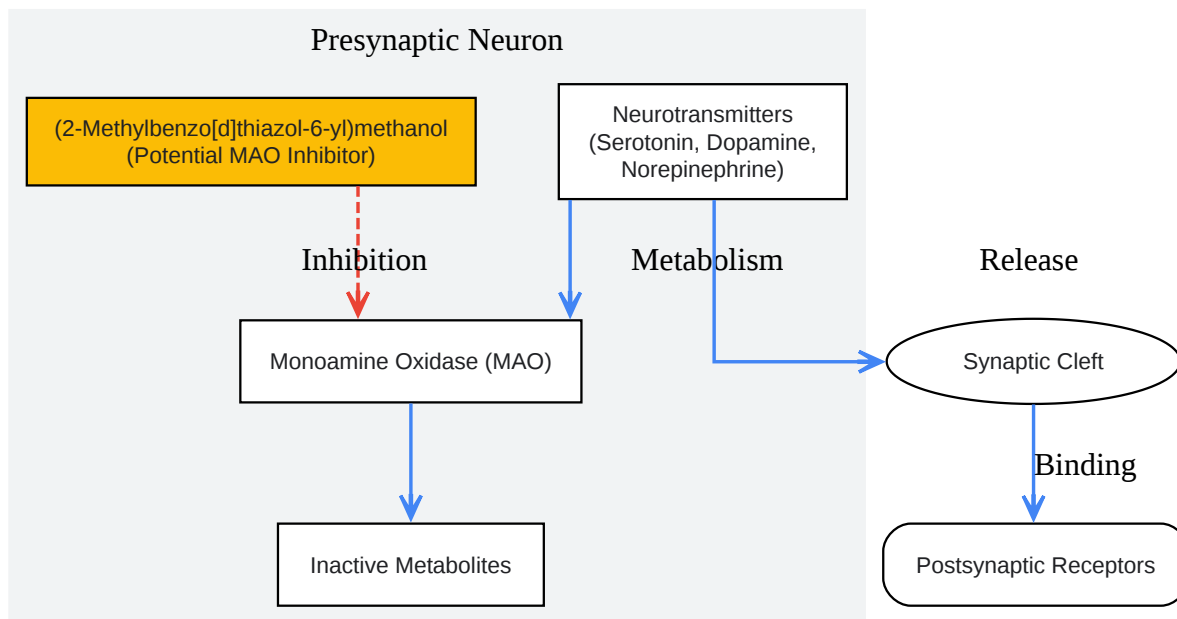 Presynaptic Neuron
(2-Methylbenzo[d]thiazol-6-yl)methanol
(Potential MAO Inhibitor)
Neurotransmitters
(Serotonin, Dopamine,
Norepinephrine)
Inhibition
Metabolism
Release
Monoamine Oxidase (MAO)
Synaptic Cleft
Binding
Inactive Metabolites
Postsynaptic Receptors